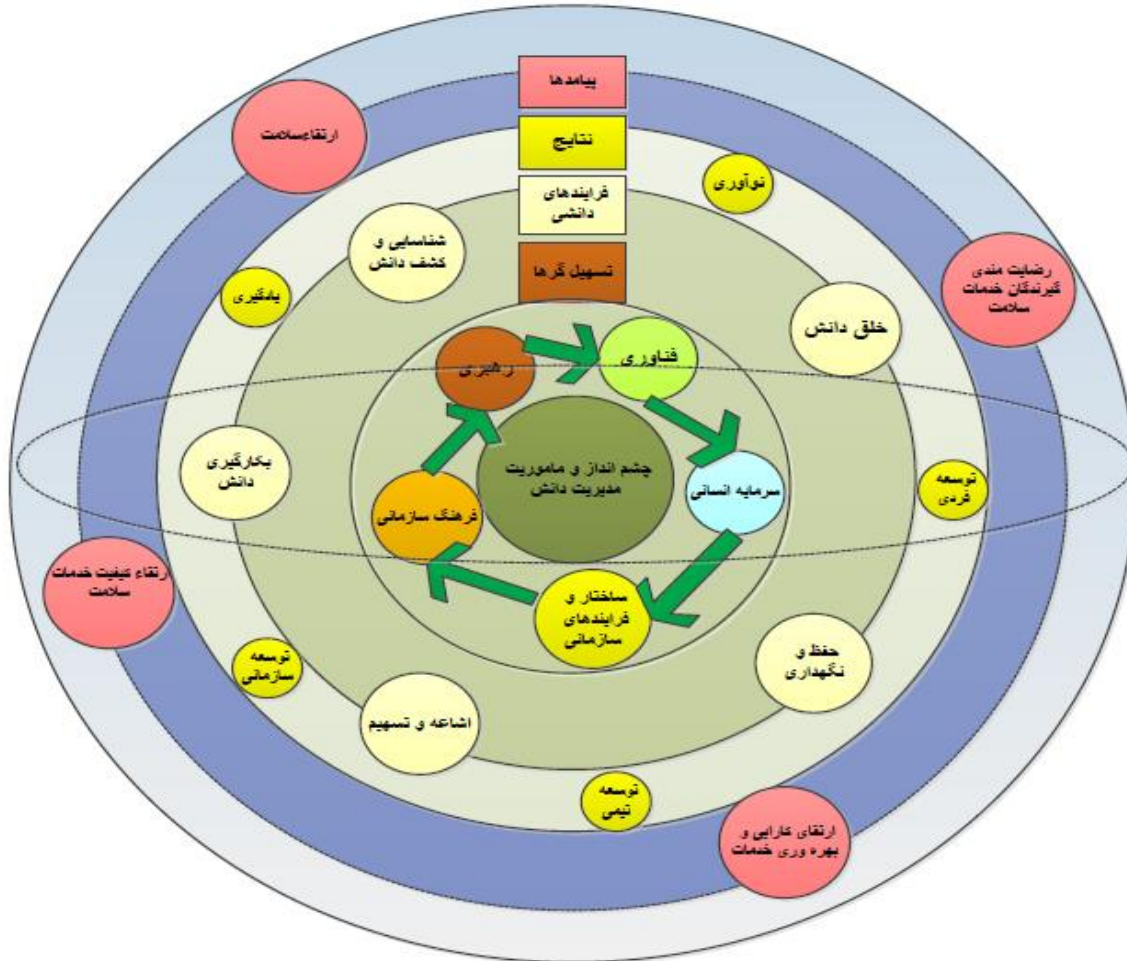 پیامدها
نتایج
فرایندهای
دانشی
تسهیل گرها
ارتقاءسلامت
نوآوری
شناسایی و
کشف دانش
رضایت مندی
گیرندگان خدمات
سلامت
یادگیری
خلق دانش
رهبری
فناوری
بکارگیری
دانش
چشم انداز و ماموریت
مدیریت دانش
سرمایه انسانی
فرهنگ سازمانی
توسعه
فردی
رتقاء کیفیت خدمات
سلامت
ساختار و
فرایندهای
سازمانی
حفظ و
نگهداری
توسعه
سازمانی
اشاعه و تسهیم
توسعه
تیمی
ارتقای کارایی و
بهره وری خدمات